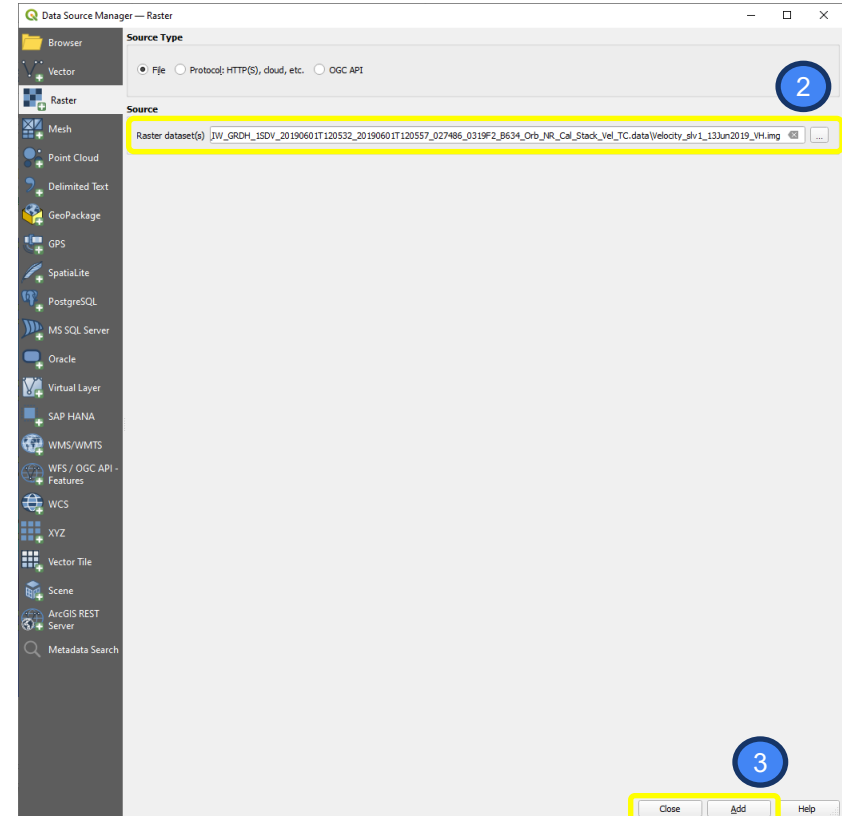 Data Source Manager — Raster
Browser
Vector
Raster
Mesh
Point Cloud
Delimited Text
GeoPackage
GPS
SpatiaLite
PostgreSQL
MS SQL Server
Oracle
Virtual Layer
SAP HANA
WMS/WMTS
WFS / OGC API -
Features
WCS
XYZ
Vector Tile
Scene
ArcGIS REST
Server
Metadata Search
Source Type
File Protocol: HTTP(S), cloud, etc. OGC API
2
Source
Raster dataset(s) IW_GRDH_1SDV_20190601T120532_20190601T120557_027486_0319F2_B634_Orb_NR_Cal_Stack_Vel_TC.data\Velocity_slv1_13Jun2019_VH.img ...
3
Close Add Help